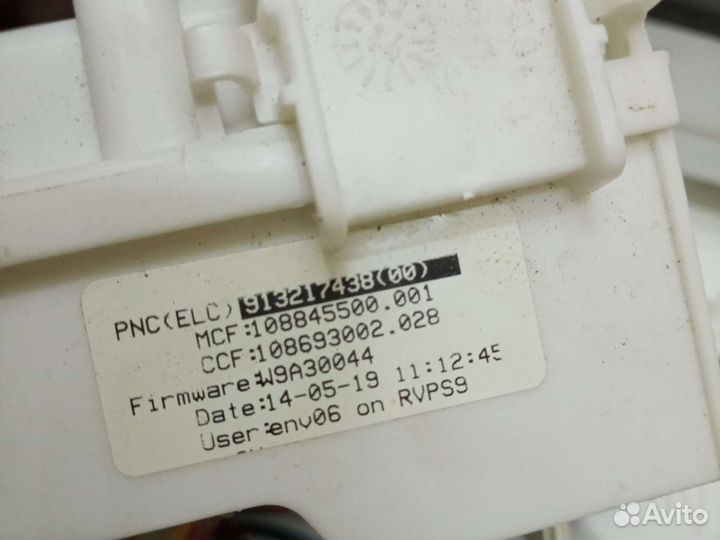 PNC(ELC) 913217438(00)
MCF:108845500.001
CCF:108693002.028
Firmware:W9A30044
Date:14-05-19 11:12:45
User:env06 on RVPS9
Avito